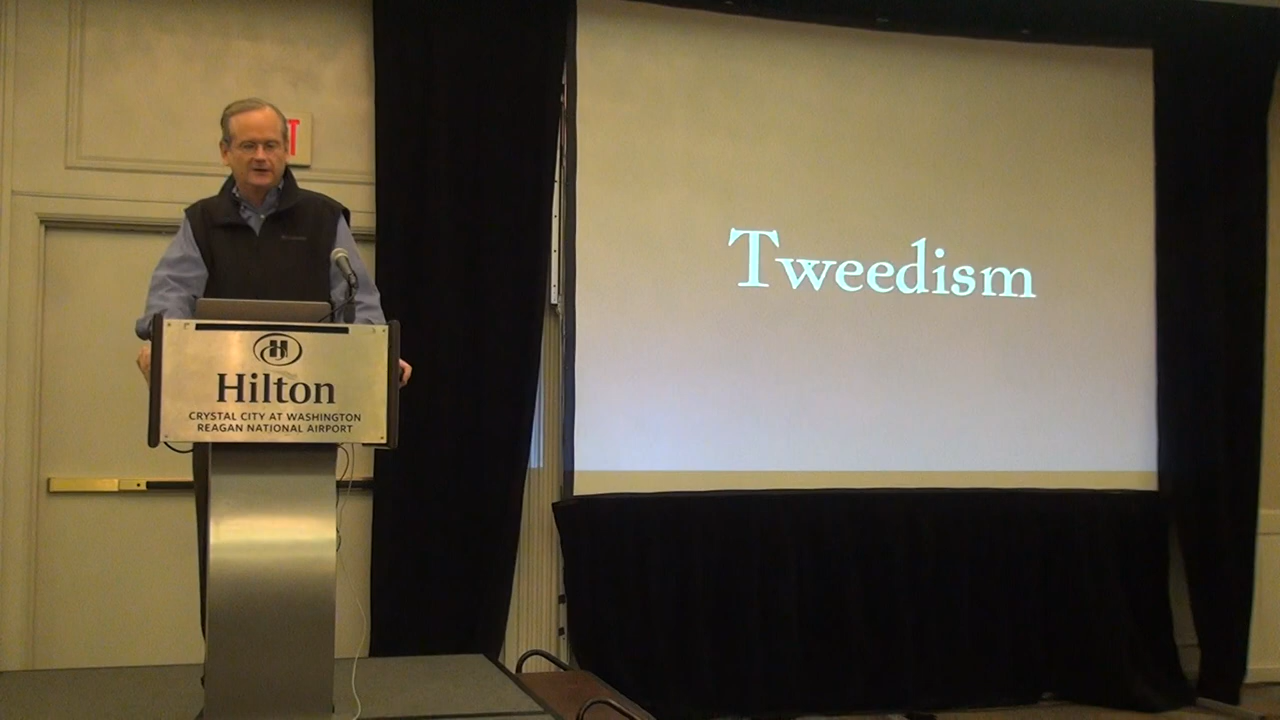 T
Tweedism
Hilton
CRYSTAL CITY AT WASHINGTON
REAGAN NATIONAL AIRPORT